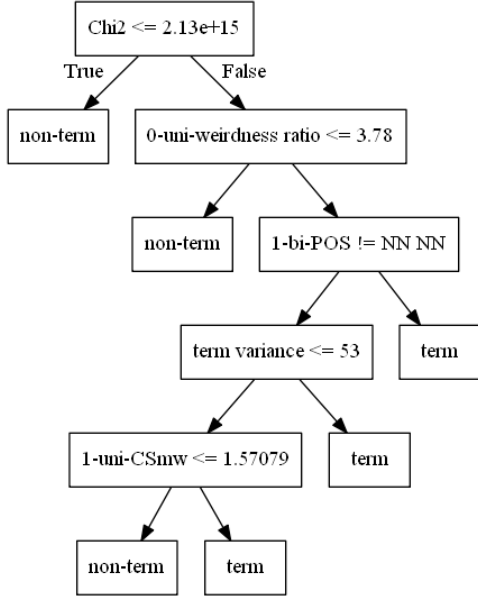 Chi2 <= 2.13e+15
True
False
non-term
0-uni-weirdness ratio <= 3.78
non-term
1-bi-POS != NN NN
term variance <= 53
term
1-uni-CSmw <= 1.57079
term
non-term
term